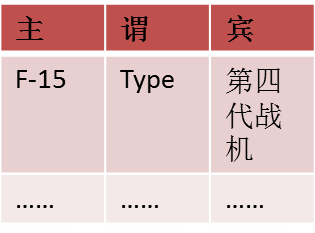 主 谓 宾
F-15 Type 第四
代战
机
…… …… ……